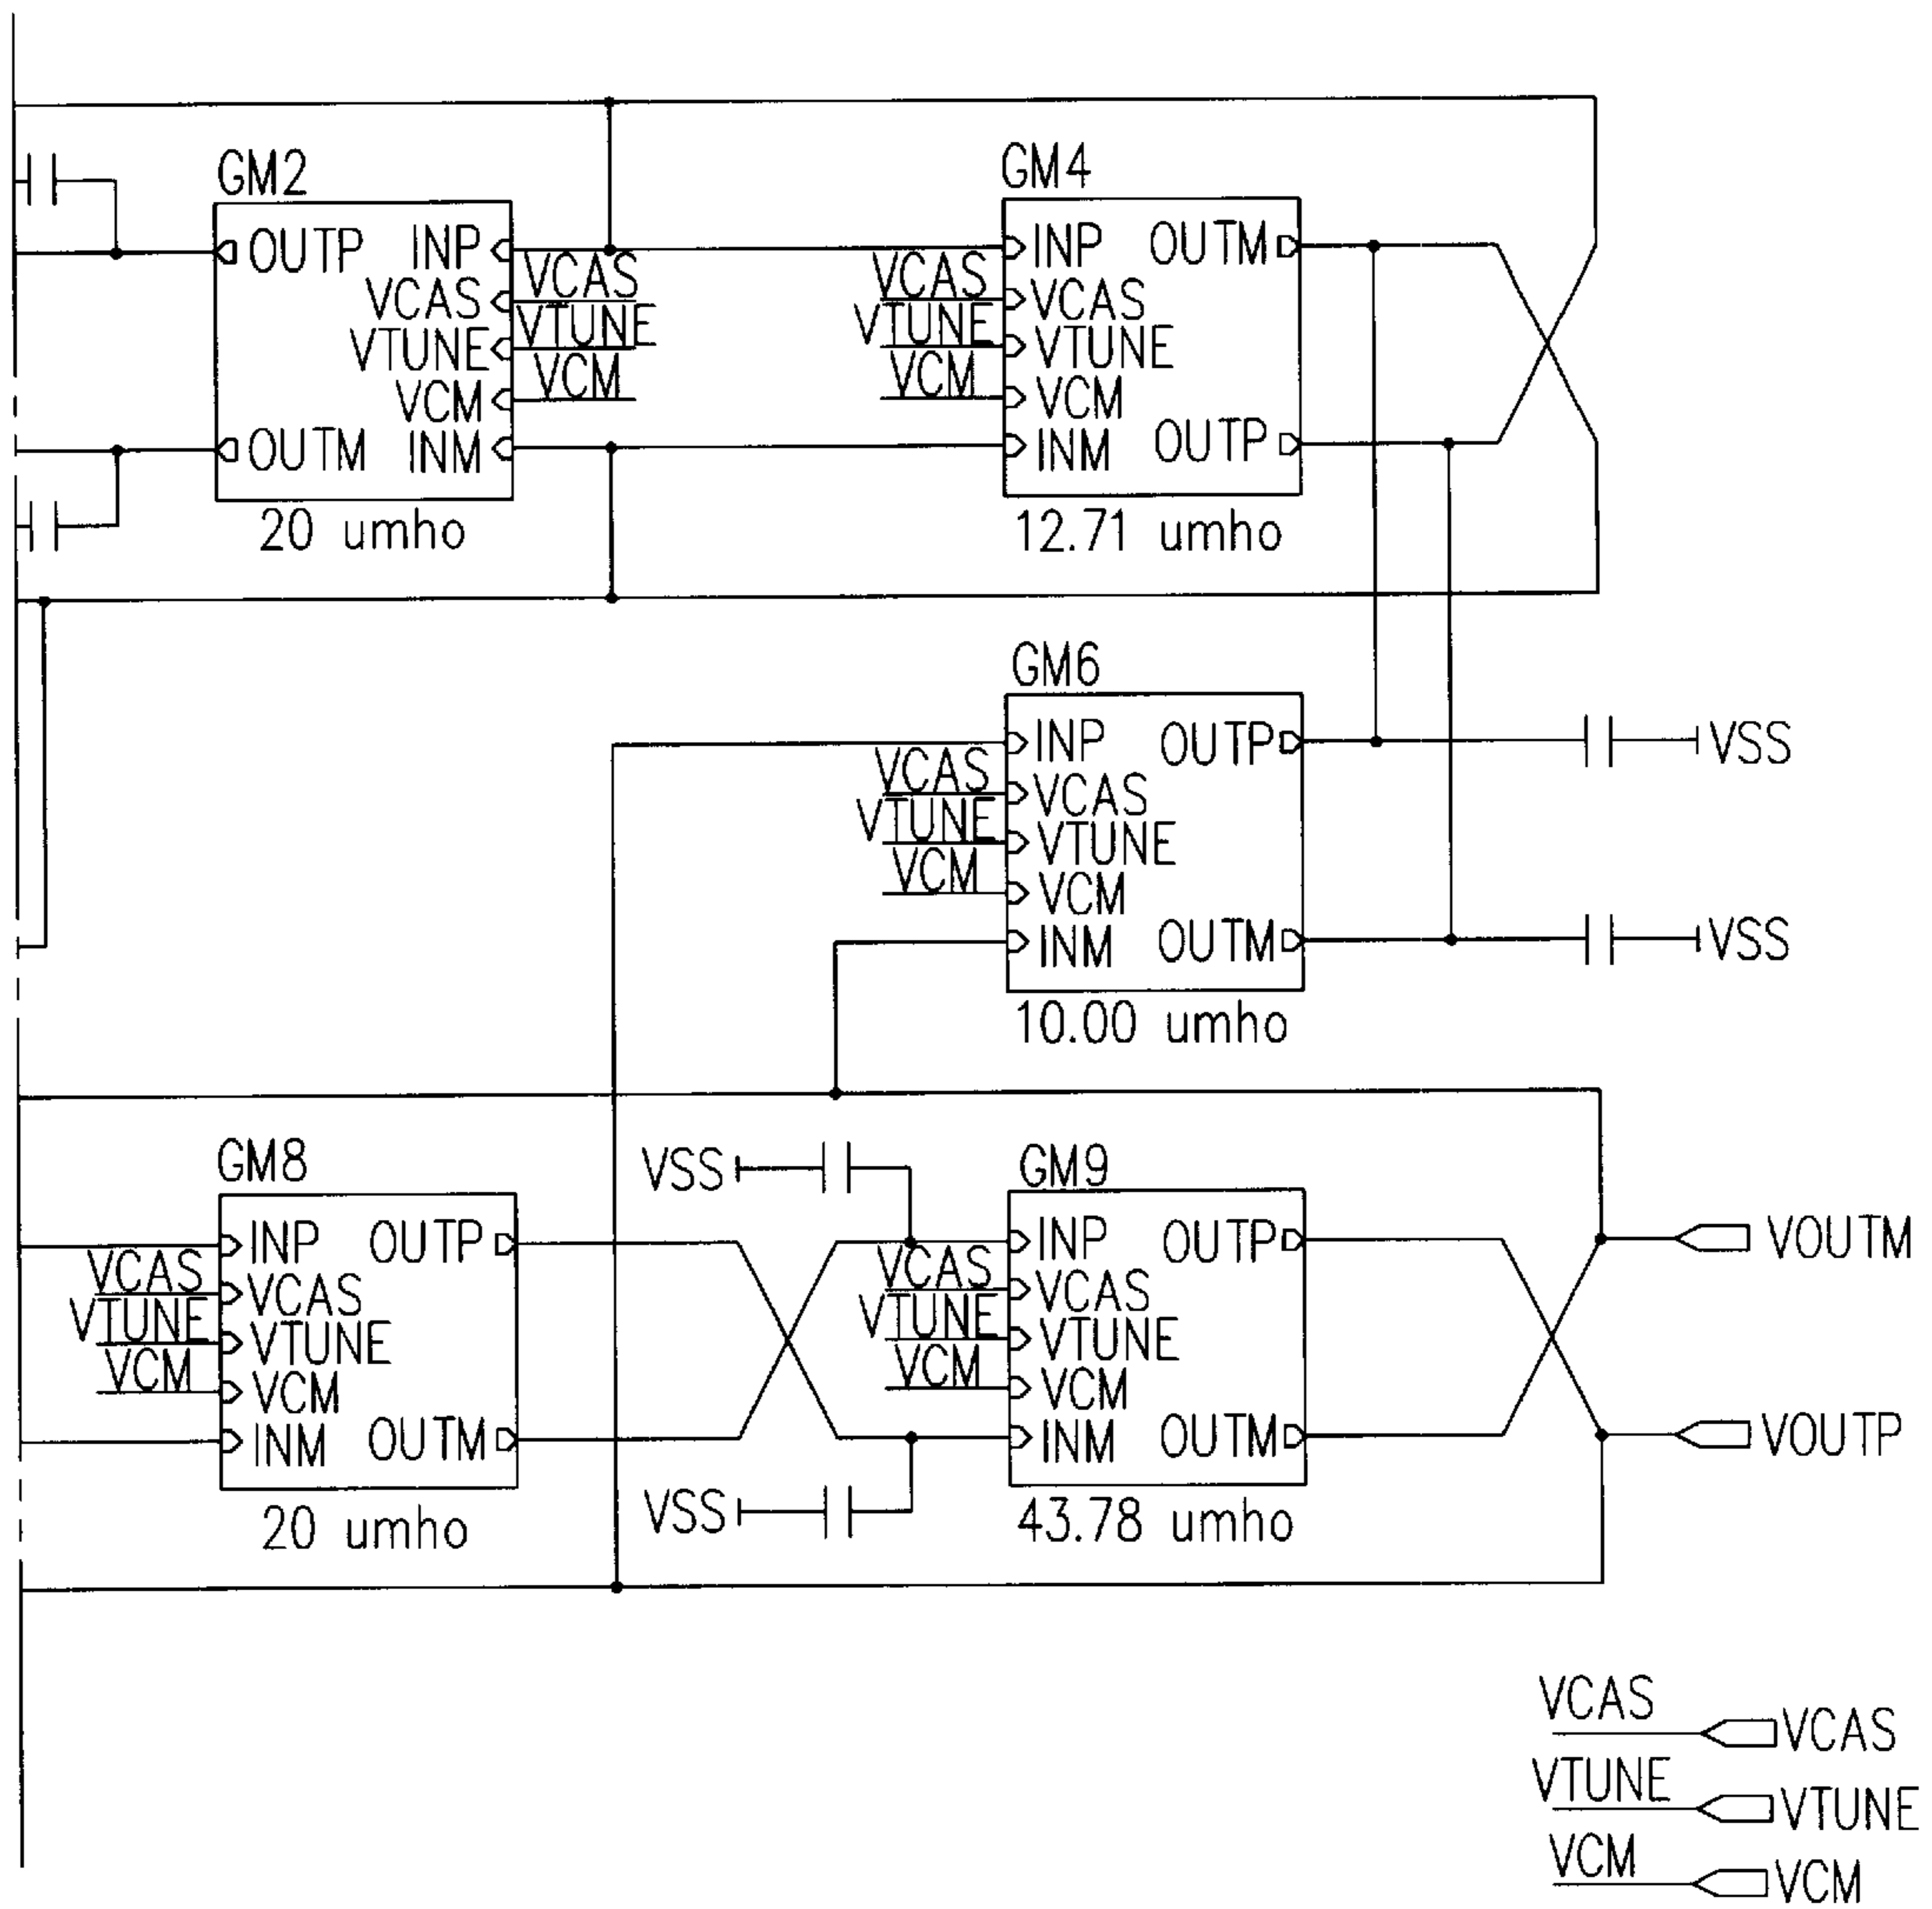 GM2
OUTP INP
VCAS
VTUNE
VCM
OUTM INM
VCAS
VTUNE
VCM
20 umho
GM4
VCAS
VTUNE
VCM
INP OUTM
VCAS
VTUNE
VCM
INM OUTP
12.71 umho
GM6
VCAS
VTUNE
VCM
INP OUTP
VCAS
VTUNE
VCM
INM OUTM
10.00 umho
VSS
VSS
GM8
VCAS
VTUNE
VCM
INP OUTP
VCAS
VTUNE
VCM
INM OUTM
20 umho
VSS
VSS
GM9
VCAS
VTUNE
VCM
INP OUTP
VCAS
VTUNE
VCM
INM OUTM
43.78 umho
VOUTM
VOUTP
VCAS
VCAS
VTUNE
VTUNE
VCM
VCM